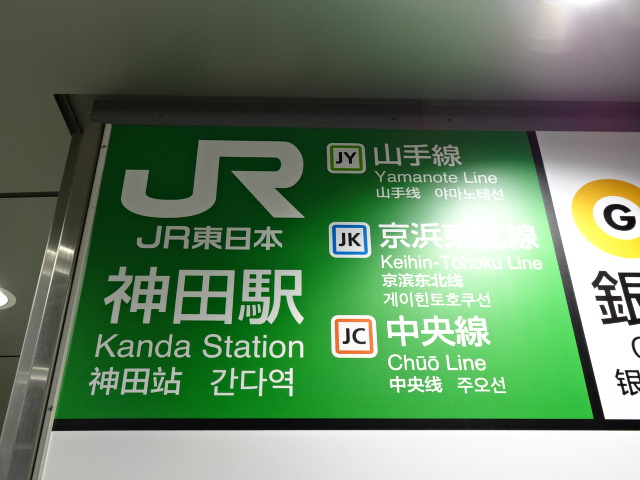 JR
JR東日本
神田駅
Kanda Station
神田站 간다역
JY 山手線
Yamanote Line
山手线 야마노테선
JK 京浜東北線
Keihin-Tōhoku Line
京滨东北线
게이힌토호쿠선
JC 中央線
Chūō Line
中央线 주오선
G
銀
银